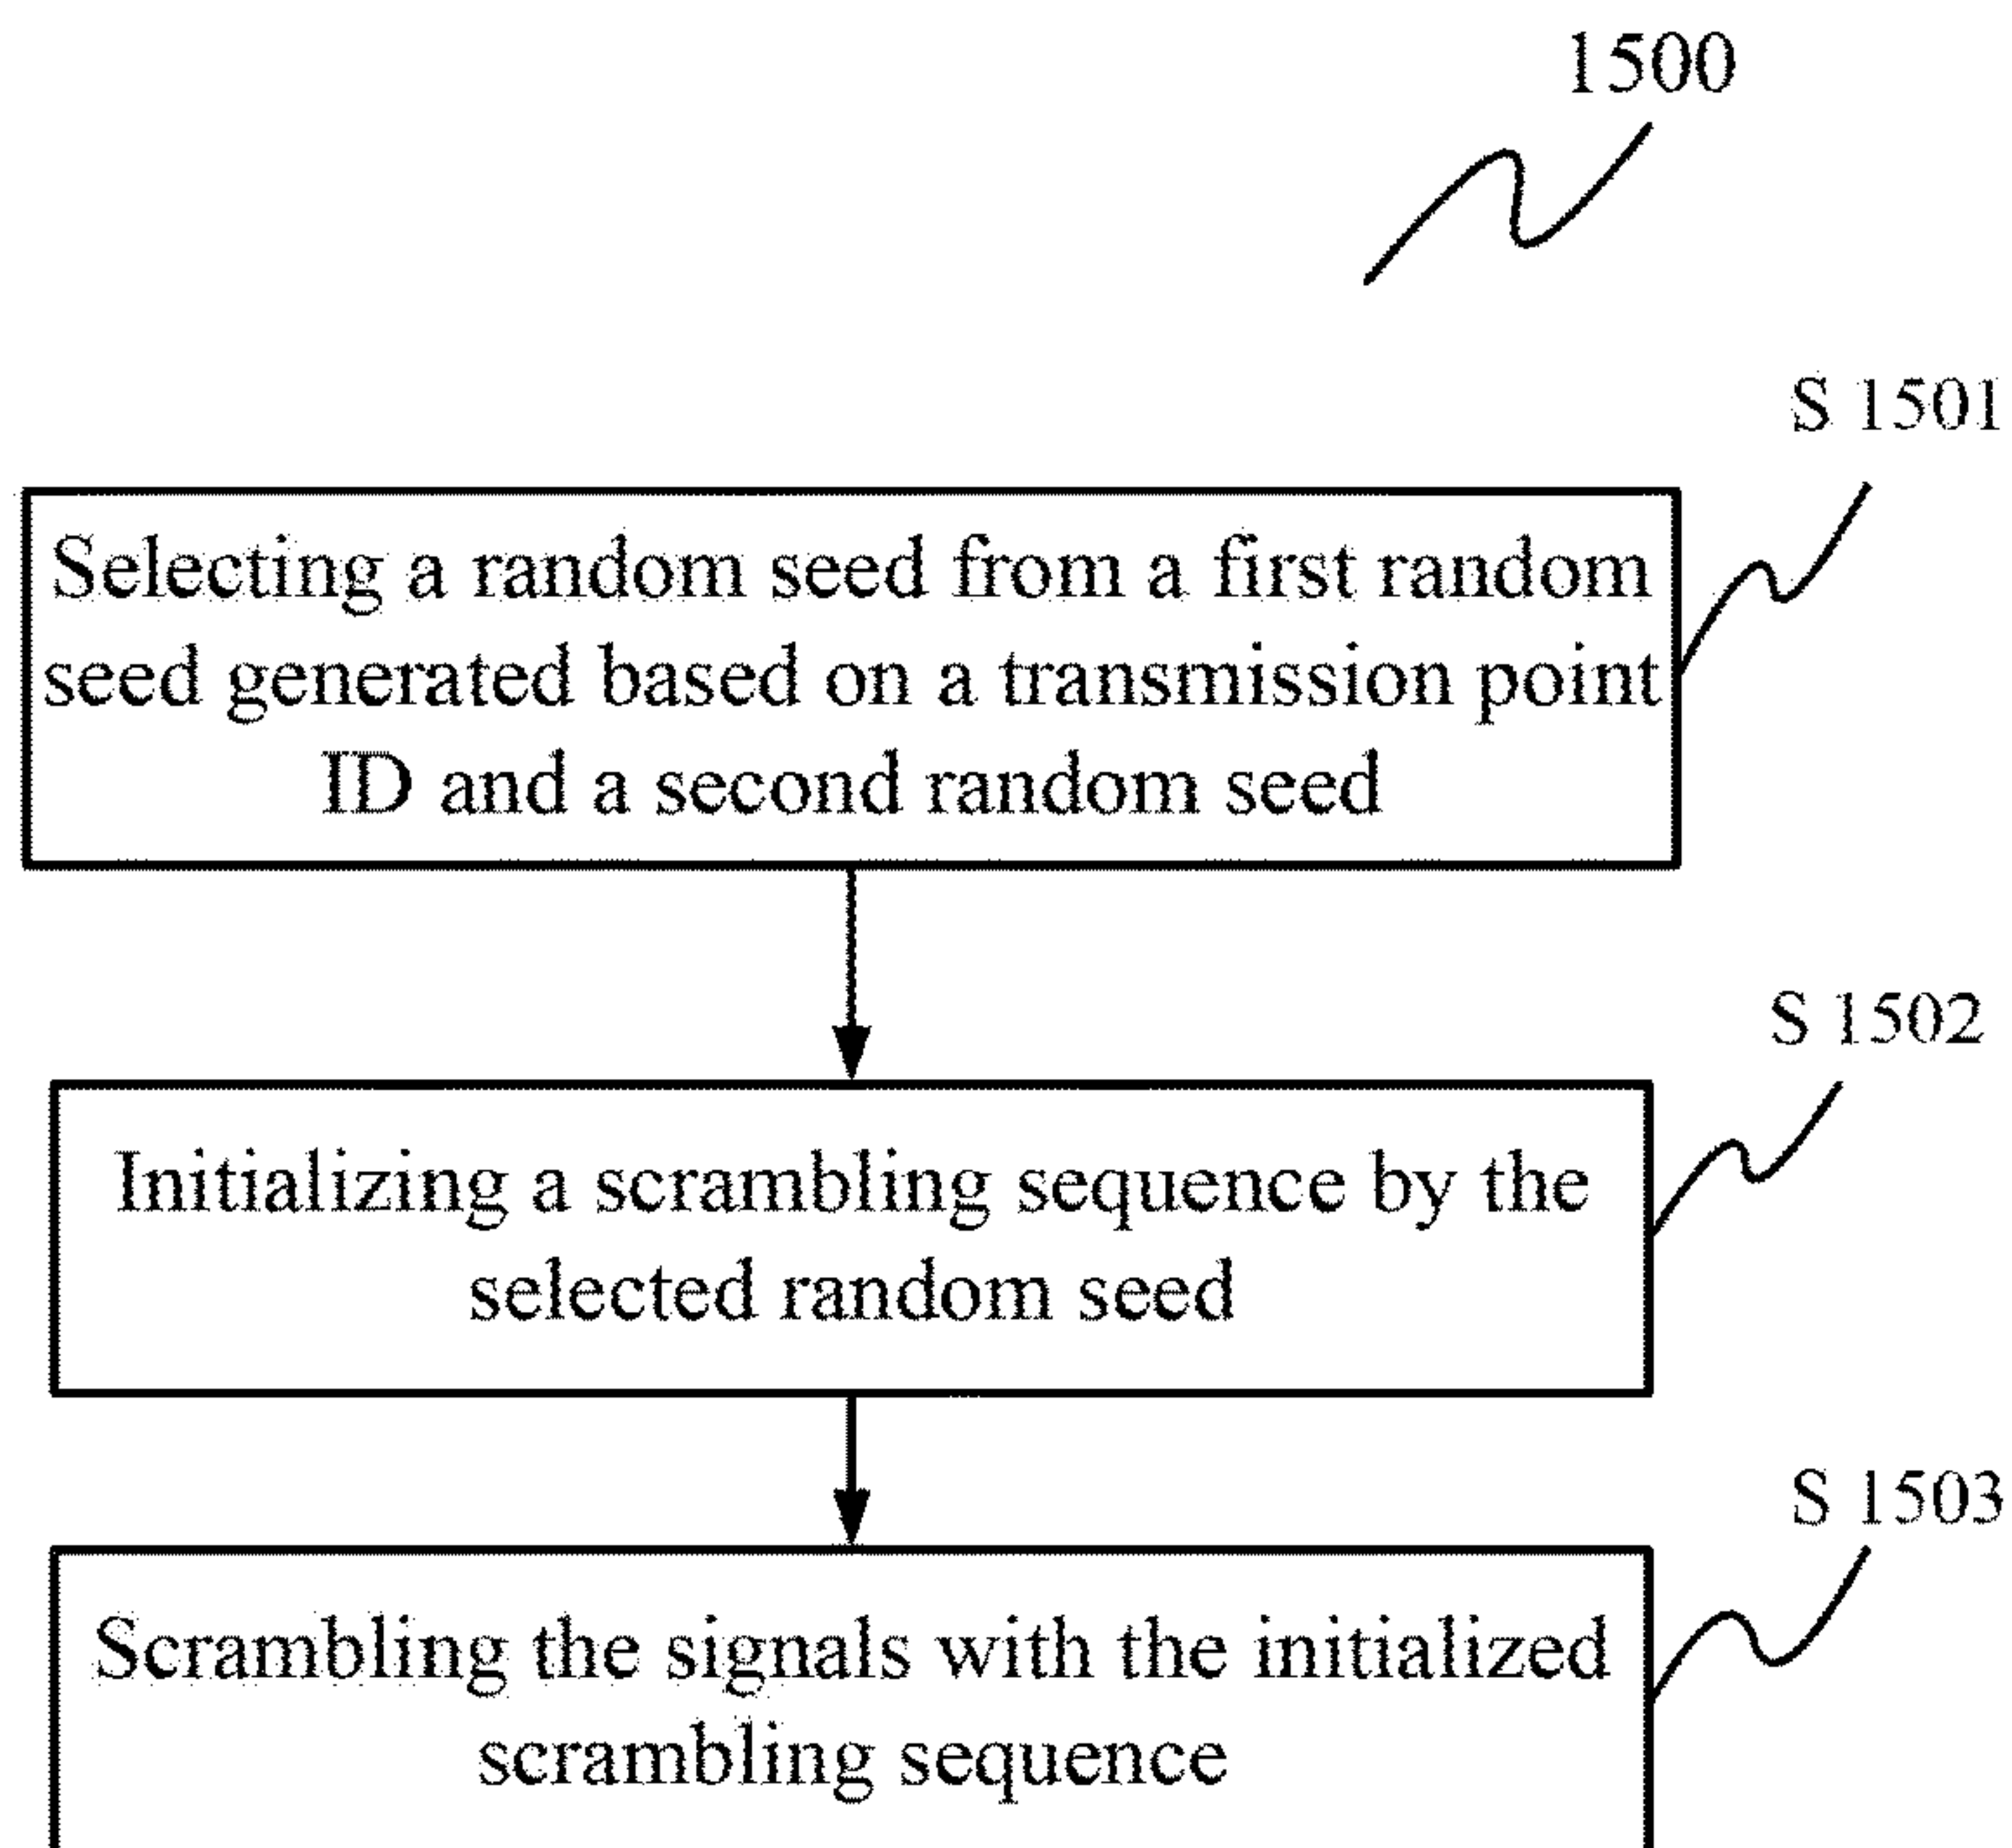 1500
S 1501
Selecting a random seed from a first random
seed generated based on a transmission point
ID and a second random seed
S 1502
Initializing a scrambling sequence by the
selected random seed
S 1503
Scrambling the signals with the initialized
scrambling sequence